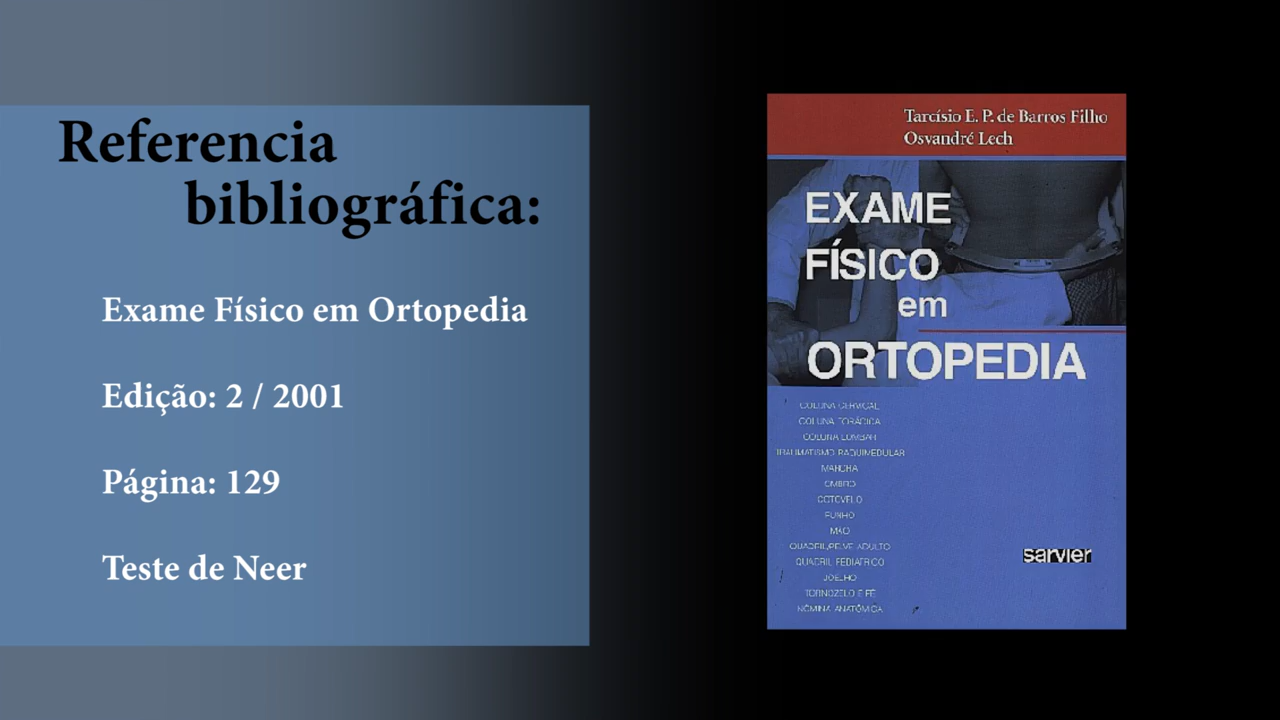 Referencia
bibliográfica:
Exame Físico em Ortopedia
Edição: 2 / 2001
Página: 129
Teste de Neer
Tarcísio E. P. de Barros Filho
Osvandré Lech
EXAME
FÍSICO
em
ORTOPEDIA
COLUNA CERVICAL
COLUNA TORÁCICA
COLUNA LOMBAR
TRAUMATISMO RAQUIMEDULAR
MARCHA
OMBRO
COTOVELO
PUNHO
MÃO
QUADRIL/PELVE ADULTO
QUADRIL PEDIÁTRICO
JOELHO
TORNOZELO E PÉ
NÔMINA ANATÔMICA
sarvier